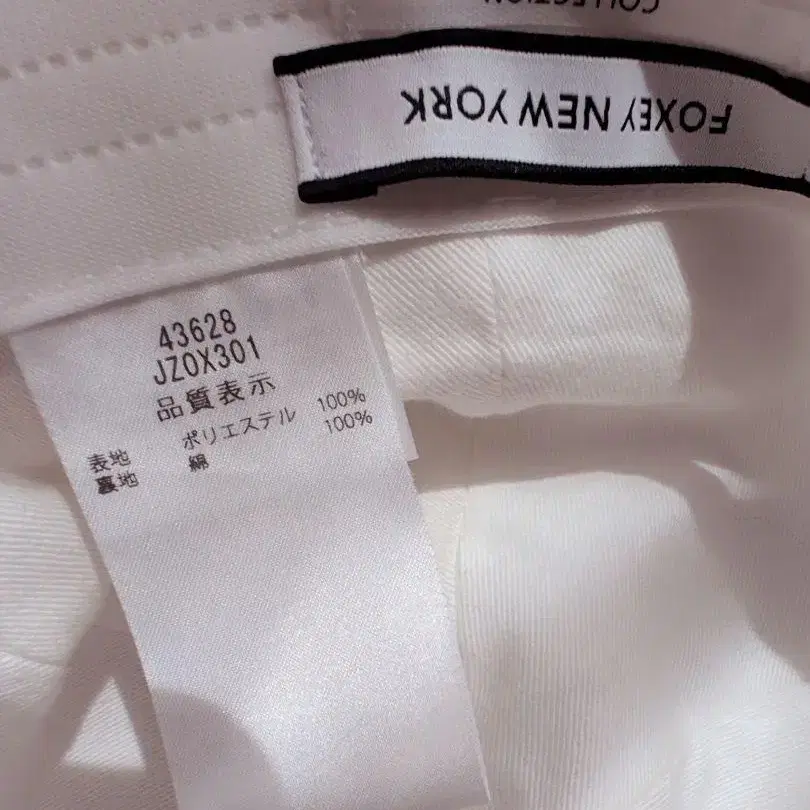 FOXEY NEW YORK
COLLECTION
43628
JZ0X301
品質表示
表地 ポリエステル 100%
裏地 綿 100%